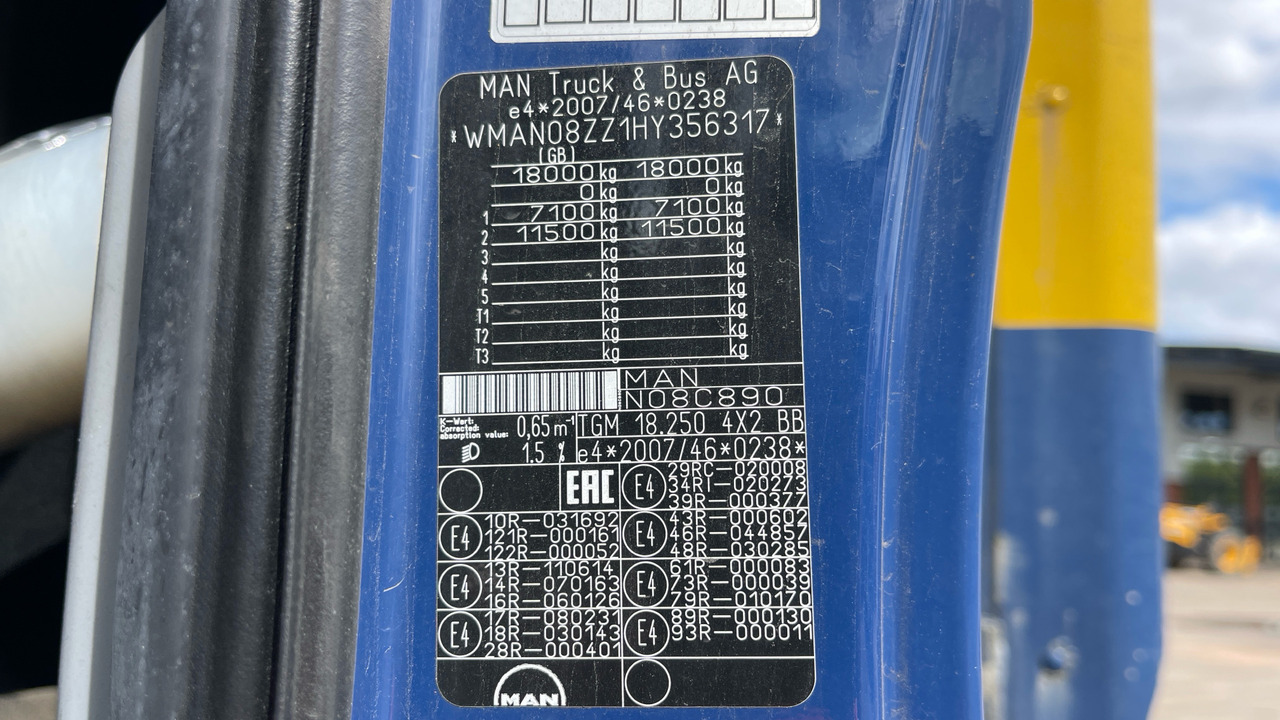 MAN Truck & Bus AG
e4*2007/46*0238
*WMAN08ZZ1HY356317*
(GB)
18000 kg 18000 kg
0 kg 0 kg
1 7100 kg 7100 kg
2 11500 kg 11500 kg
3 kg kg
4 kg kg
5 kg kg
T1 kg kg
T2 kg kg
T3 kg kg
MAN
N08C890
K-Wert:
Corrected
absorption value:
0,65 m-1
TGM 18.250 4X2 BB
1.5 %
e4*2007/46*0238*
EAC
E4
29RC-020008
34RI-020273
39R-000377
E4
10R-031692
121R-000161
122R-000052
E4
43R-000602
46R-044852
48R-030285
E4
13R-110614
14R-070163
16R-060126
E4
61R-000083
73R-000039
79R-010170
E4
17R-080231
18R-030143
28R-000401
E4
89R-000130
93R-000011
MAN